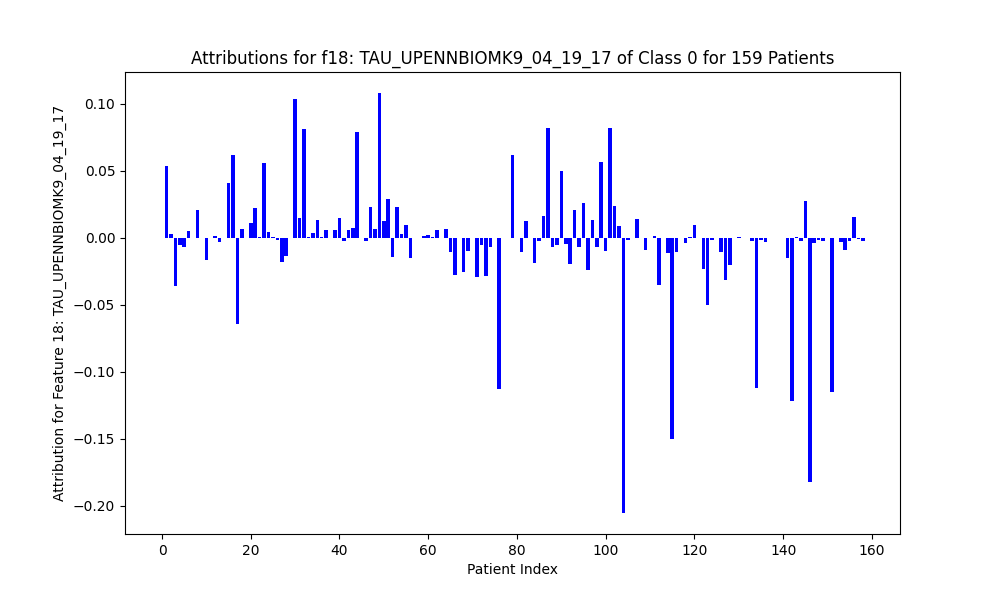 Attributions for f18: TAU_UPENNBIOMK9_04_19_17 of Class 0 for 159 Patients
Attribution for Feature 18: TAU_UPENNBIOMK9_04_19_17
0.10
0.05
0.00
−0.05
−0.10
−0.15
−0.20
0 20 40 60 80 100 120 140 160
Patient Index